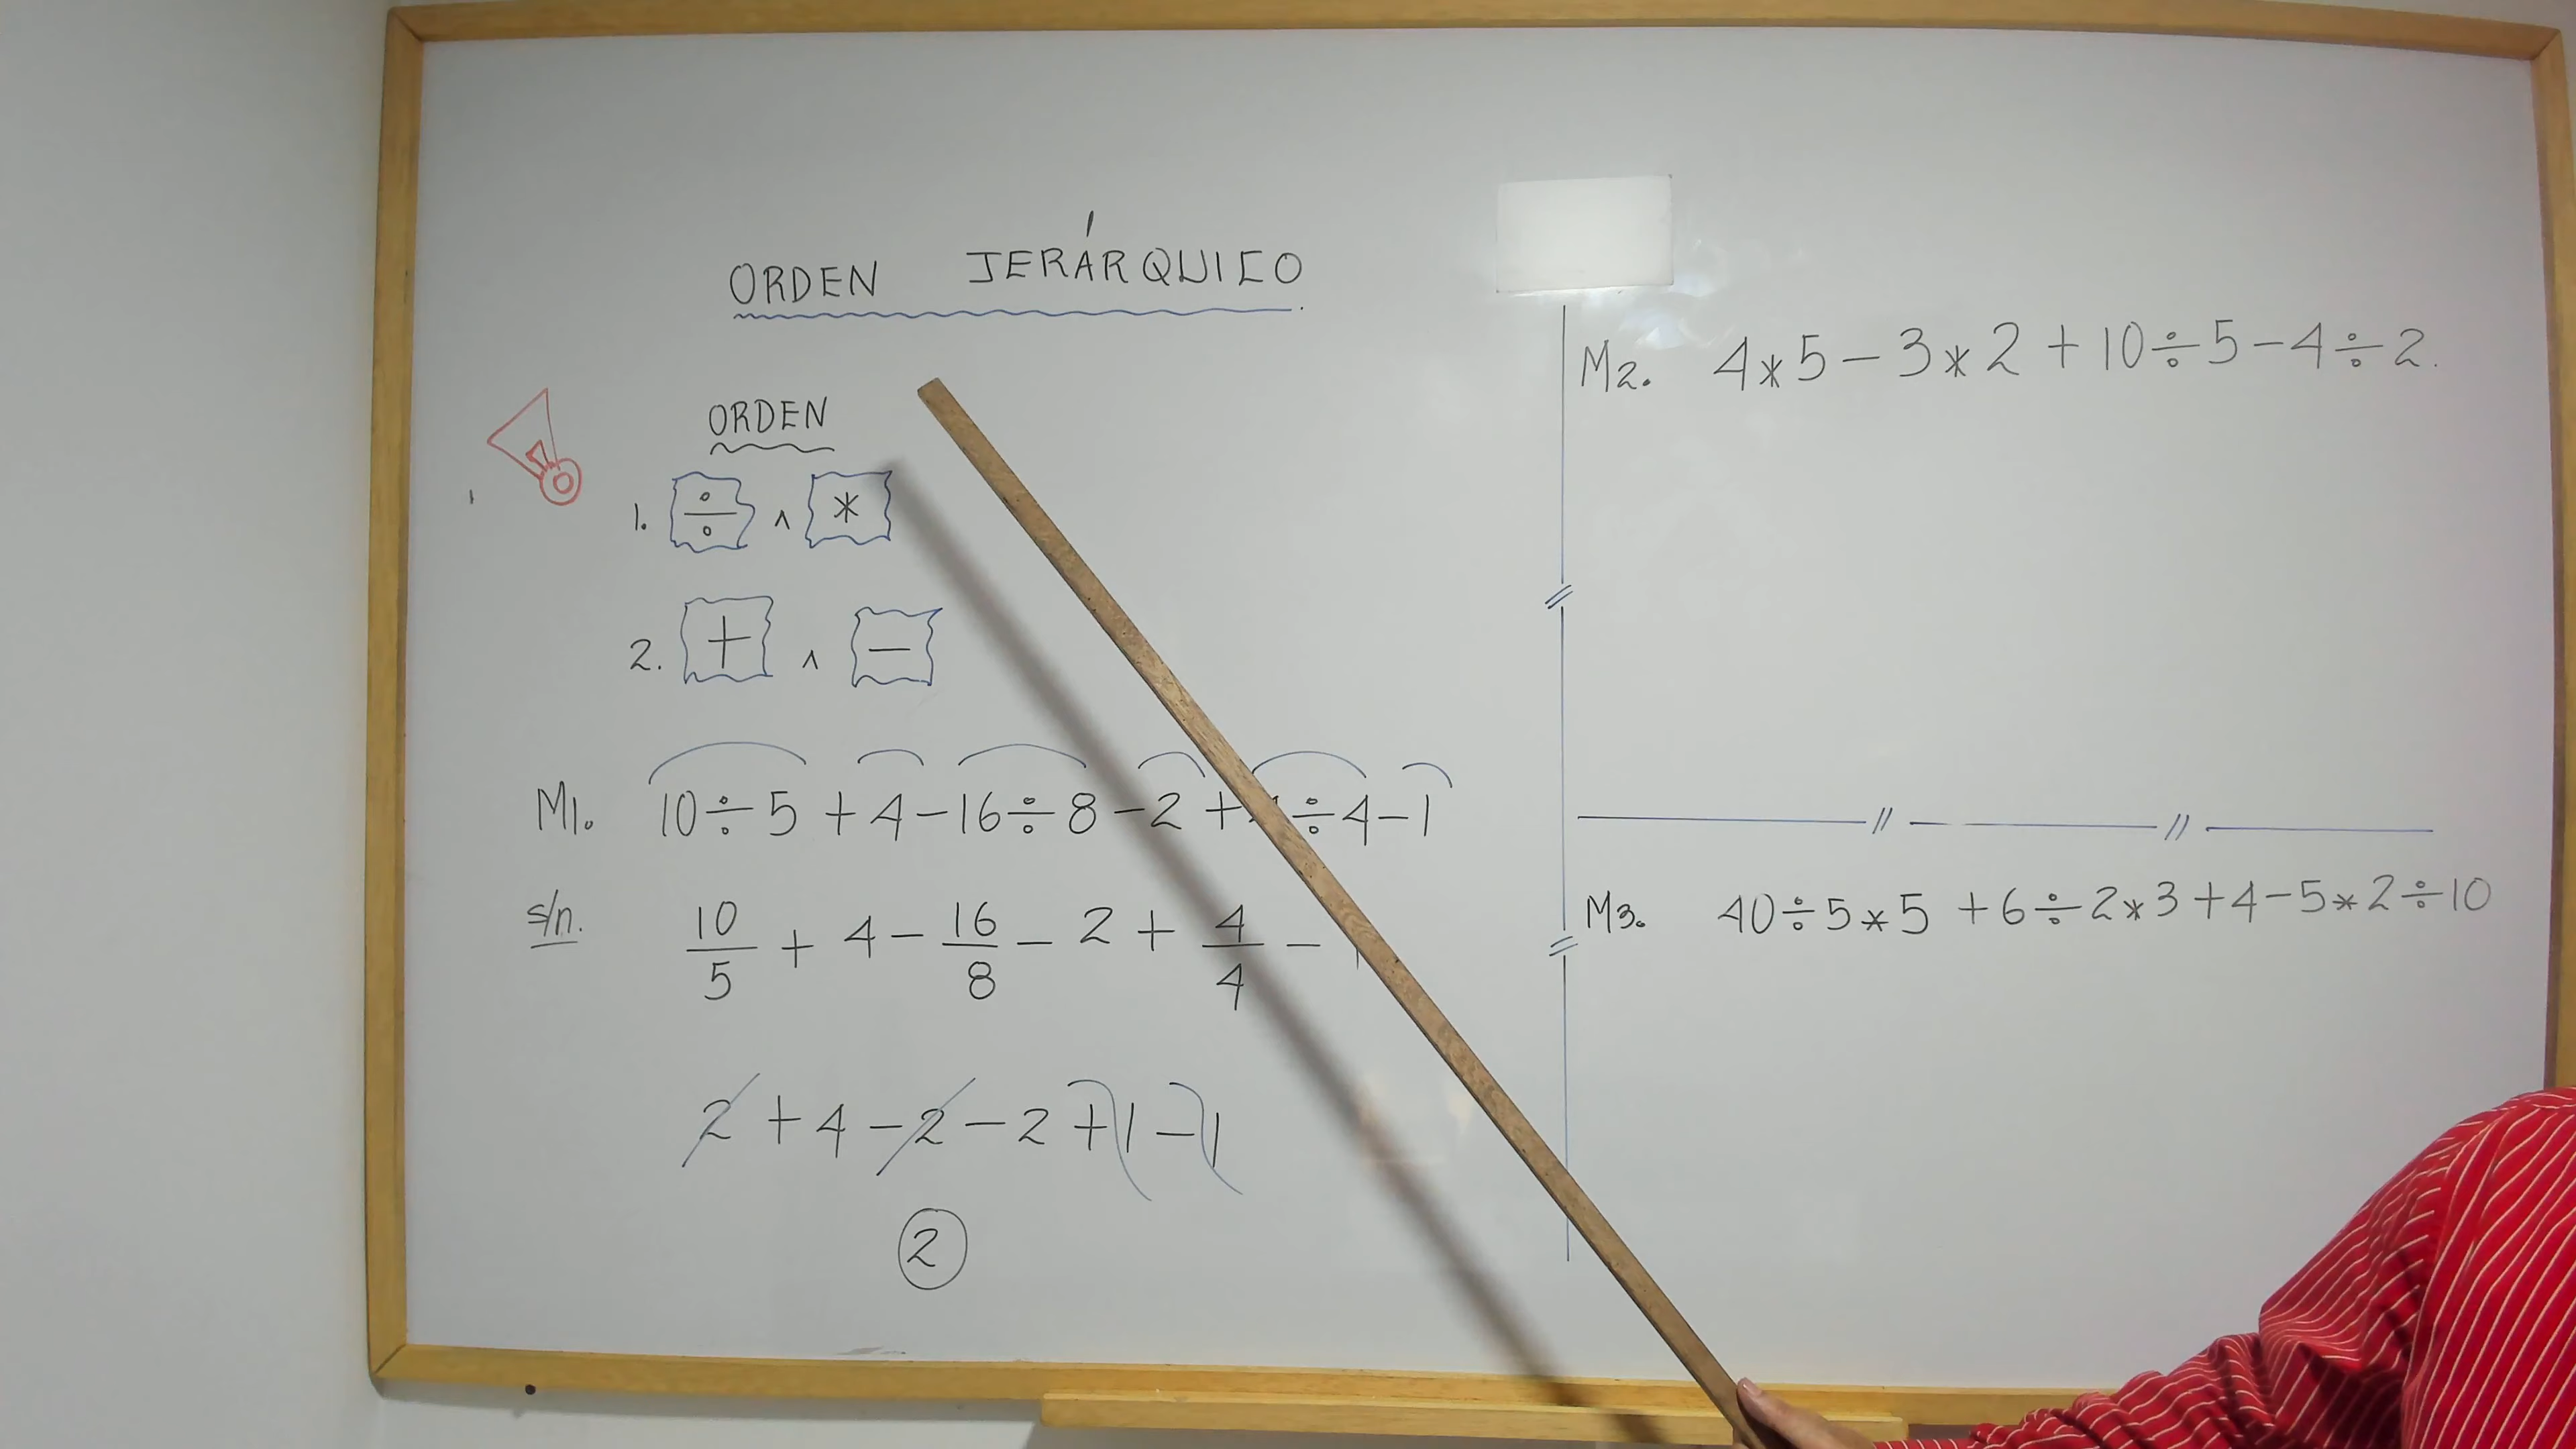 ORDEN JERÁRQUICO
ORDEN
1. ÷ ∧ *
2. + ∧ −
M1. 10÷5 + 4 − 16÷8 − 2 + ÷4 − 1
s/n. 10/5 + 4 − 16/8 − 2 + 4/4 −
2 + 4 − 2 − 2 + 1 − 1
2
M2. 4*5 − 3*2 + 10÷5 − 4÷2.
M3. 40÷5*5 + 6÷2*3 + 4 − 5*2÷10